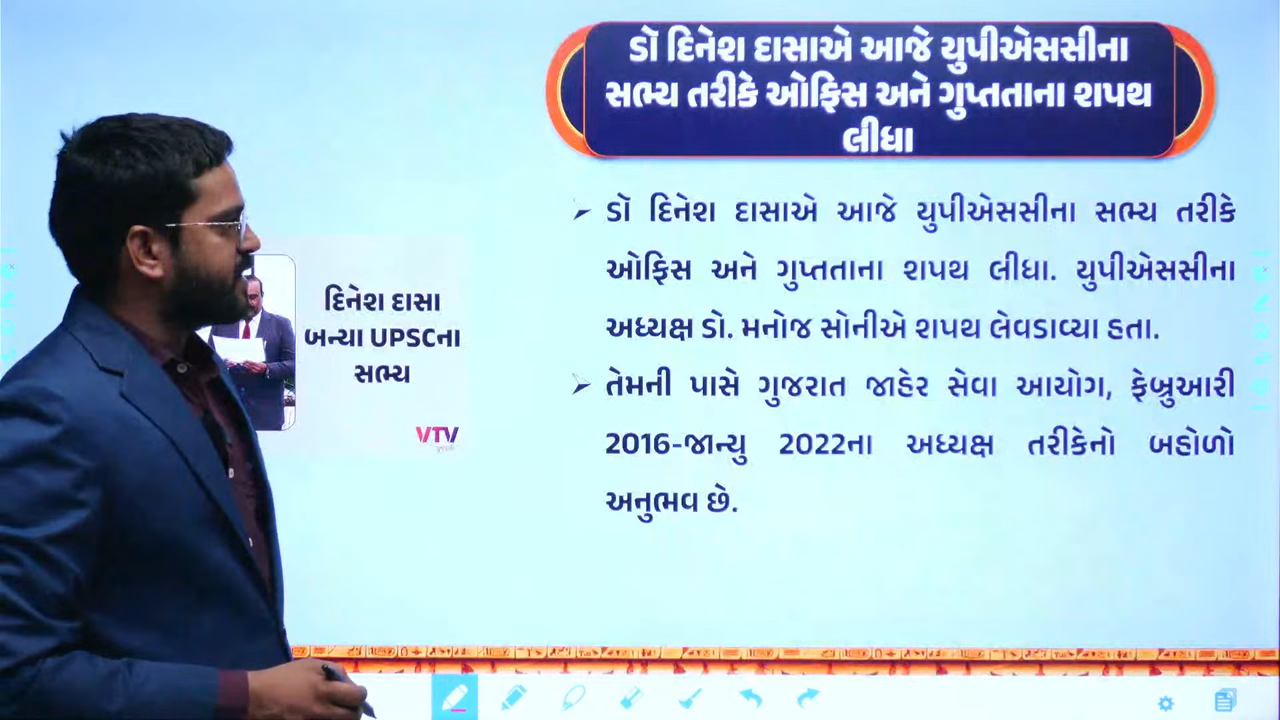 ડૉ દિનેશ દાસાએ આજે યુપીએસસીના
સભ્ય તરીકે ઓફિસ અને ગુપ્તતાના શપથ
લીધા
➢ ડૉ દિનેશ દાસાએ આજે યુપીએસસીના સભ્ય તરીકે
ઓફિસ અને ગુપ્તતાના શપથ લીધા. યુપીએસસીના
અધ્યક્ષ ડો. મનોજ સોનીએ શપથ લેવડાવ્યા હતા.
➢ તેમની પાસે ગુજરાત જાહેર સેવા આયોગ, ફેબ્રુઆરી
2016-જાન્યુ 2022ના અધ્યક્ષ તરીકેનો બહોળો
અનુભવ છે.
દિનેશ દાસા
બન્યા UPSCના
સભ્ય
VTV